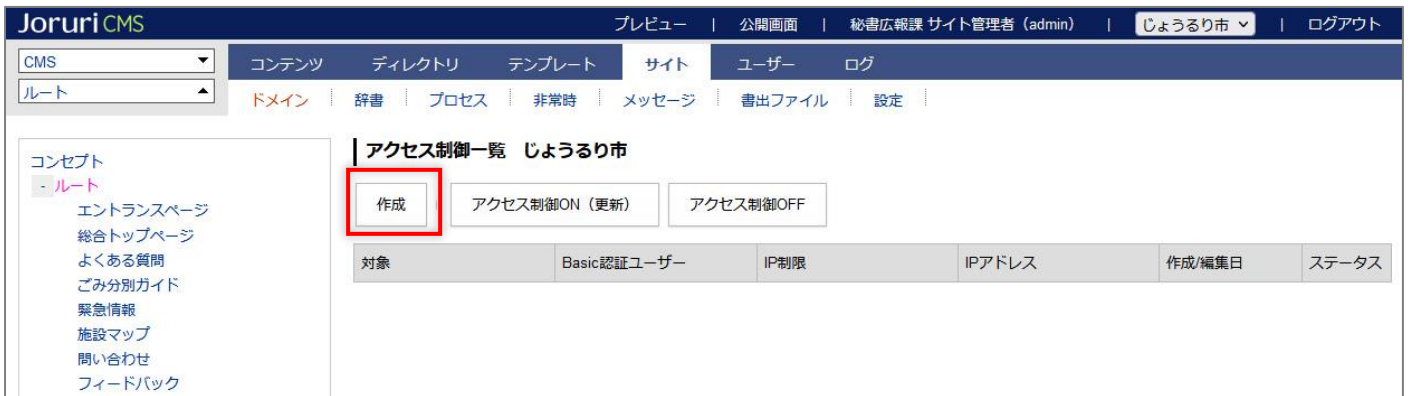 Joruri CMS プレビュー | 公開画面 | 秘書広報課 サイト管理者（admin） | じょうるり市 | ログアウト
CMS コンテンツ ディレクトリ テンプレート サイト ユーザー ログ
ルート ドメイン 辞書 プロセス 非常時 メッセージ 書出ファイル 設定
アクセス制御一覧 じょうるり市
作成 アクセス制御ON（更新） アクセス制御OFF
対象 Basic認証ユーザー IP制限 IPアドレス 作成/編集日 ステータス
コンセプト
- ルート
エントランスページ
総合トップページ
よくある質問
ごみ分別ガイド
緊急情報
施設マップ
問い合わせ
フィードバック